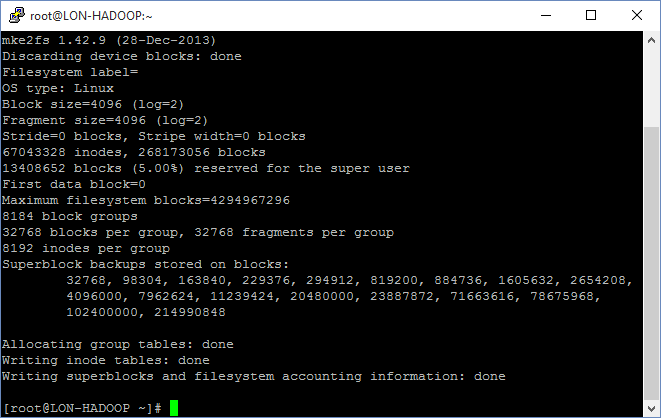 root@LON-HADOOP:~
mke2fs 1.42.9 (28-Dec-2013)
Discarding device blocks: done
Filesystem label=
OS type: Linux
Block size=4096 (log=2)
Fragment size=4096 (log=2)
Stride=0 blocks, Stripe width=0 blocks
67043328 inodes, 268173056 blocks
13408652 blocks (5.00%) reserved for the super user
First data block=0
Maximum filesystem blocks=4294967296
8184 block groups
32768 blocks per group, 32768 fragments per group
8192 inodes per group
Superblock backups stored on blocks:
32768, 98304, 163840, 229376, 294912, 819200, 884736, 1605632, 2654208,
4096000, 7962624, 11239424, 20480000, 23887872, 71663616, 78675968,
102400000, 214990848
Allocating group tables: done
Writing inode tables: done
Writing superblocks and filesystem accounting information: done
[root@LON-HADOOP ~]#